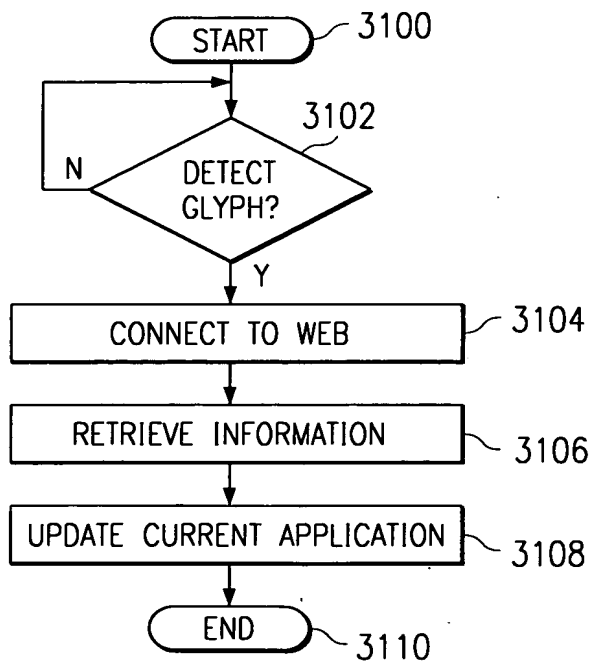 START
3100
3102
DETECT
GLYPH?
N
Y
CONNECT TO WEB
3104
RETRIEVE INFORMATION
3106
UPDATE CURRENT APPLICATION
3108
END
3110